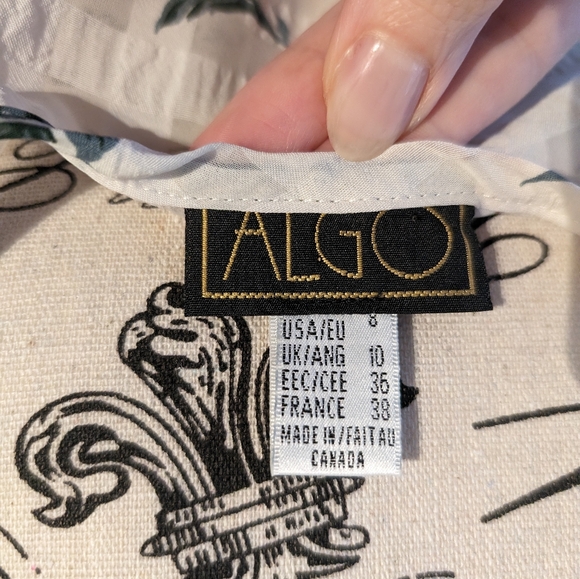 ALGO
USA/EU 8
UK/ANG 10
EEC/CEE 36
FRANCE 38
MADE IN/FAIT AU
CANADA